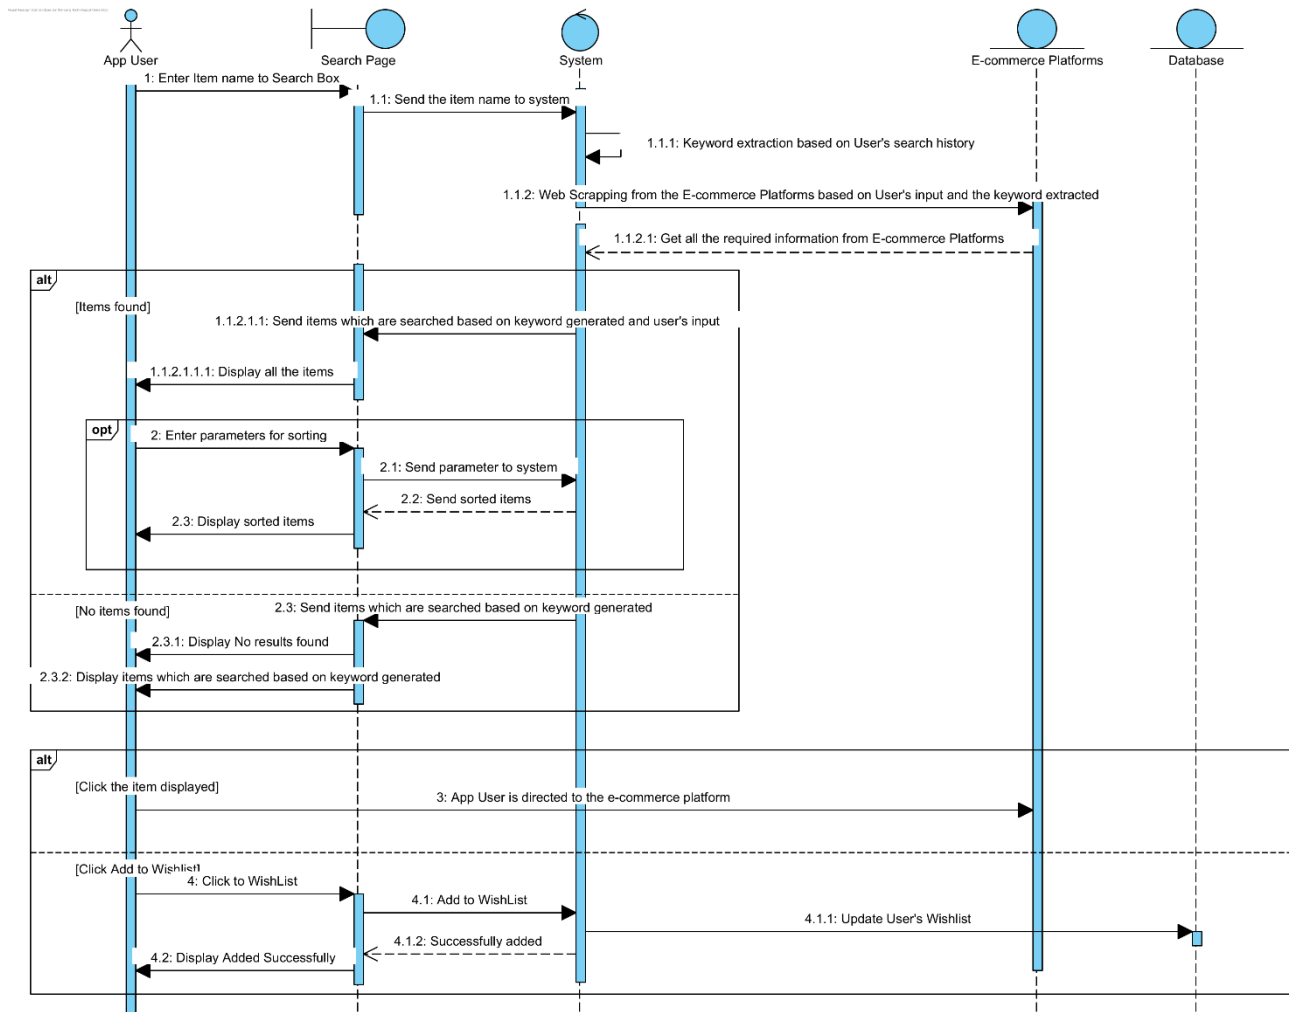 App User
Search Page
System
E-commerce Platforms
Database
1: Enter Item name to Search Box
1.1: Send the item name to system
1.1.1: Keyword extraction based on User's search history
1.1.2: Web Scrapping from the E-commerce Platforms based on User's input and the keyword extracted
1.1.2.1: Get all the required information from E-commerce Platforms
alt
[Items found]
1.1.2.1.1: Send items which are searched based on keyword generated and user's input
1.1.2.1.1.1: Display all the items
opt
2: Enter parameters for sorting
2.1: Send parameter to system
2.2: Send sorted items
2.3: Display sorted items
[No items found]
2.3: Send items which are searched based on keyword generated
2.3.1: Display No results found
2.3.2: Display items which are searched based on keyword generated
alt
[Click the item displayed]
3: App User is directed to the e-commerce platform
[Click Add to Wishlist]
4: Click to WishList
4.1: Add to WishList
4.1.1: Update User's Wishlist
4.1.2: Successfully added
4.2: Display Added Successfully